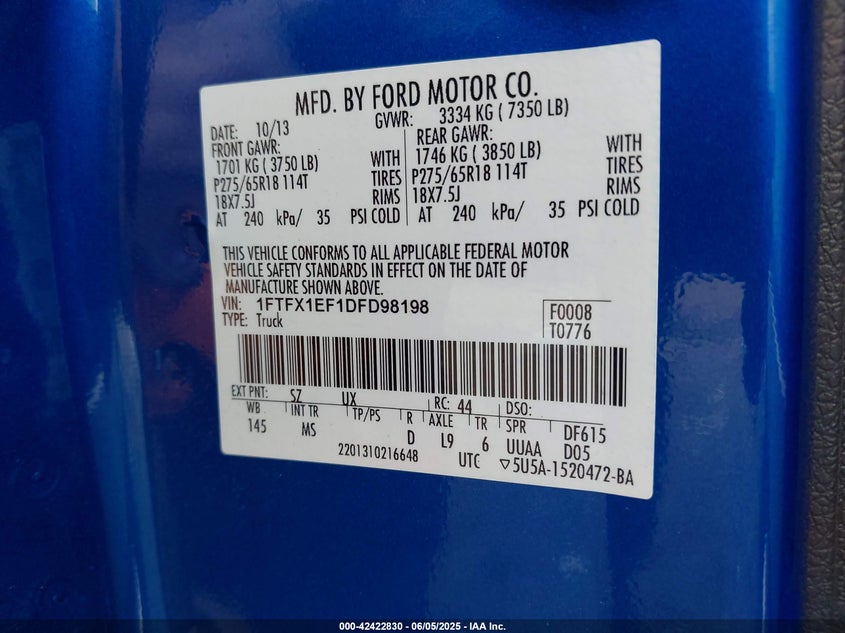 MFD. BY FORD MOTOR CO.
DATE: 10/13 GVWR: 3334 KG ( 7350 LB)
FRONT GAWR: REAR GAWR:
1701 KG ( 3750 LB) WITH 1746 KG ( 3850 LB) WITH
P275/65R18 114T TIRES P275/65R18 114T TIRES
18X7.5J RIMS 18X7.5J RIMS
AT 240 kPa/ 35 PSI COLD AT 240 kPa/ 35 PSI COLD
THIS VEHICLE CONFORMS TO ALL APPLICABLE FEDERAL MOTOR
VEHICLE SAFETY STANDARDS IN EFFECT ON THE DATE OF
MANUFACTURE SHOWN ABOVE.
VIN: 1FTFX1EF1DFD98198 F0008
TYPE: Truck T0776
EXT PNT: SZ UX RC: 44 DSO:
WB INT TR TP/PS R AXLE TR SPR DF615
145 MS D L9 6 UUAA D05
2201310216648 UTC ▽5U5A-1520472-BA
000-42422830 - 06/05/2025 - IAA Inc.